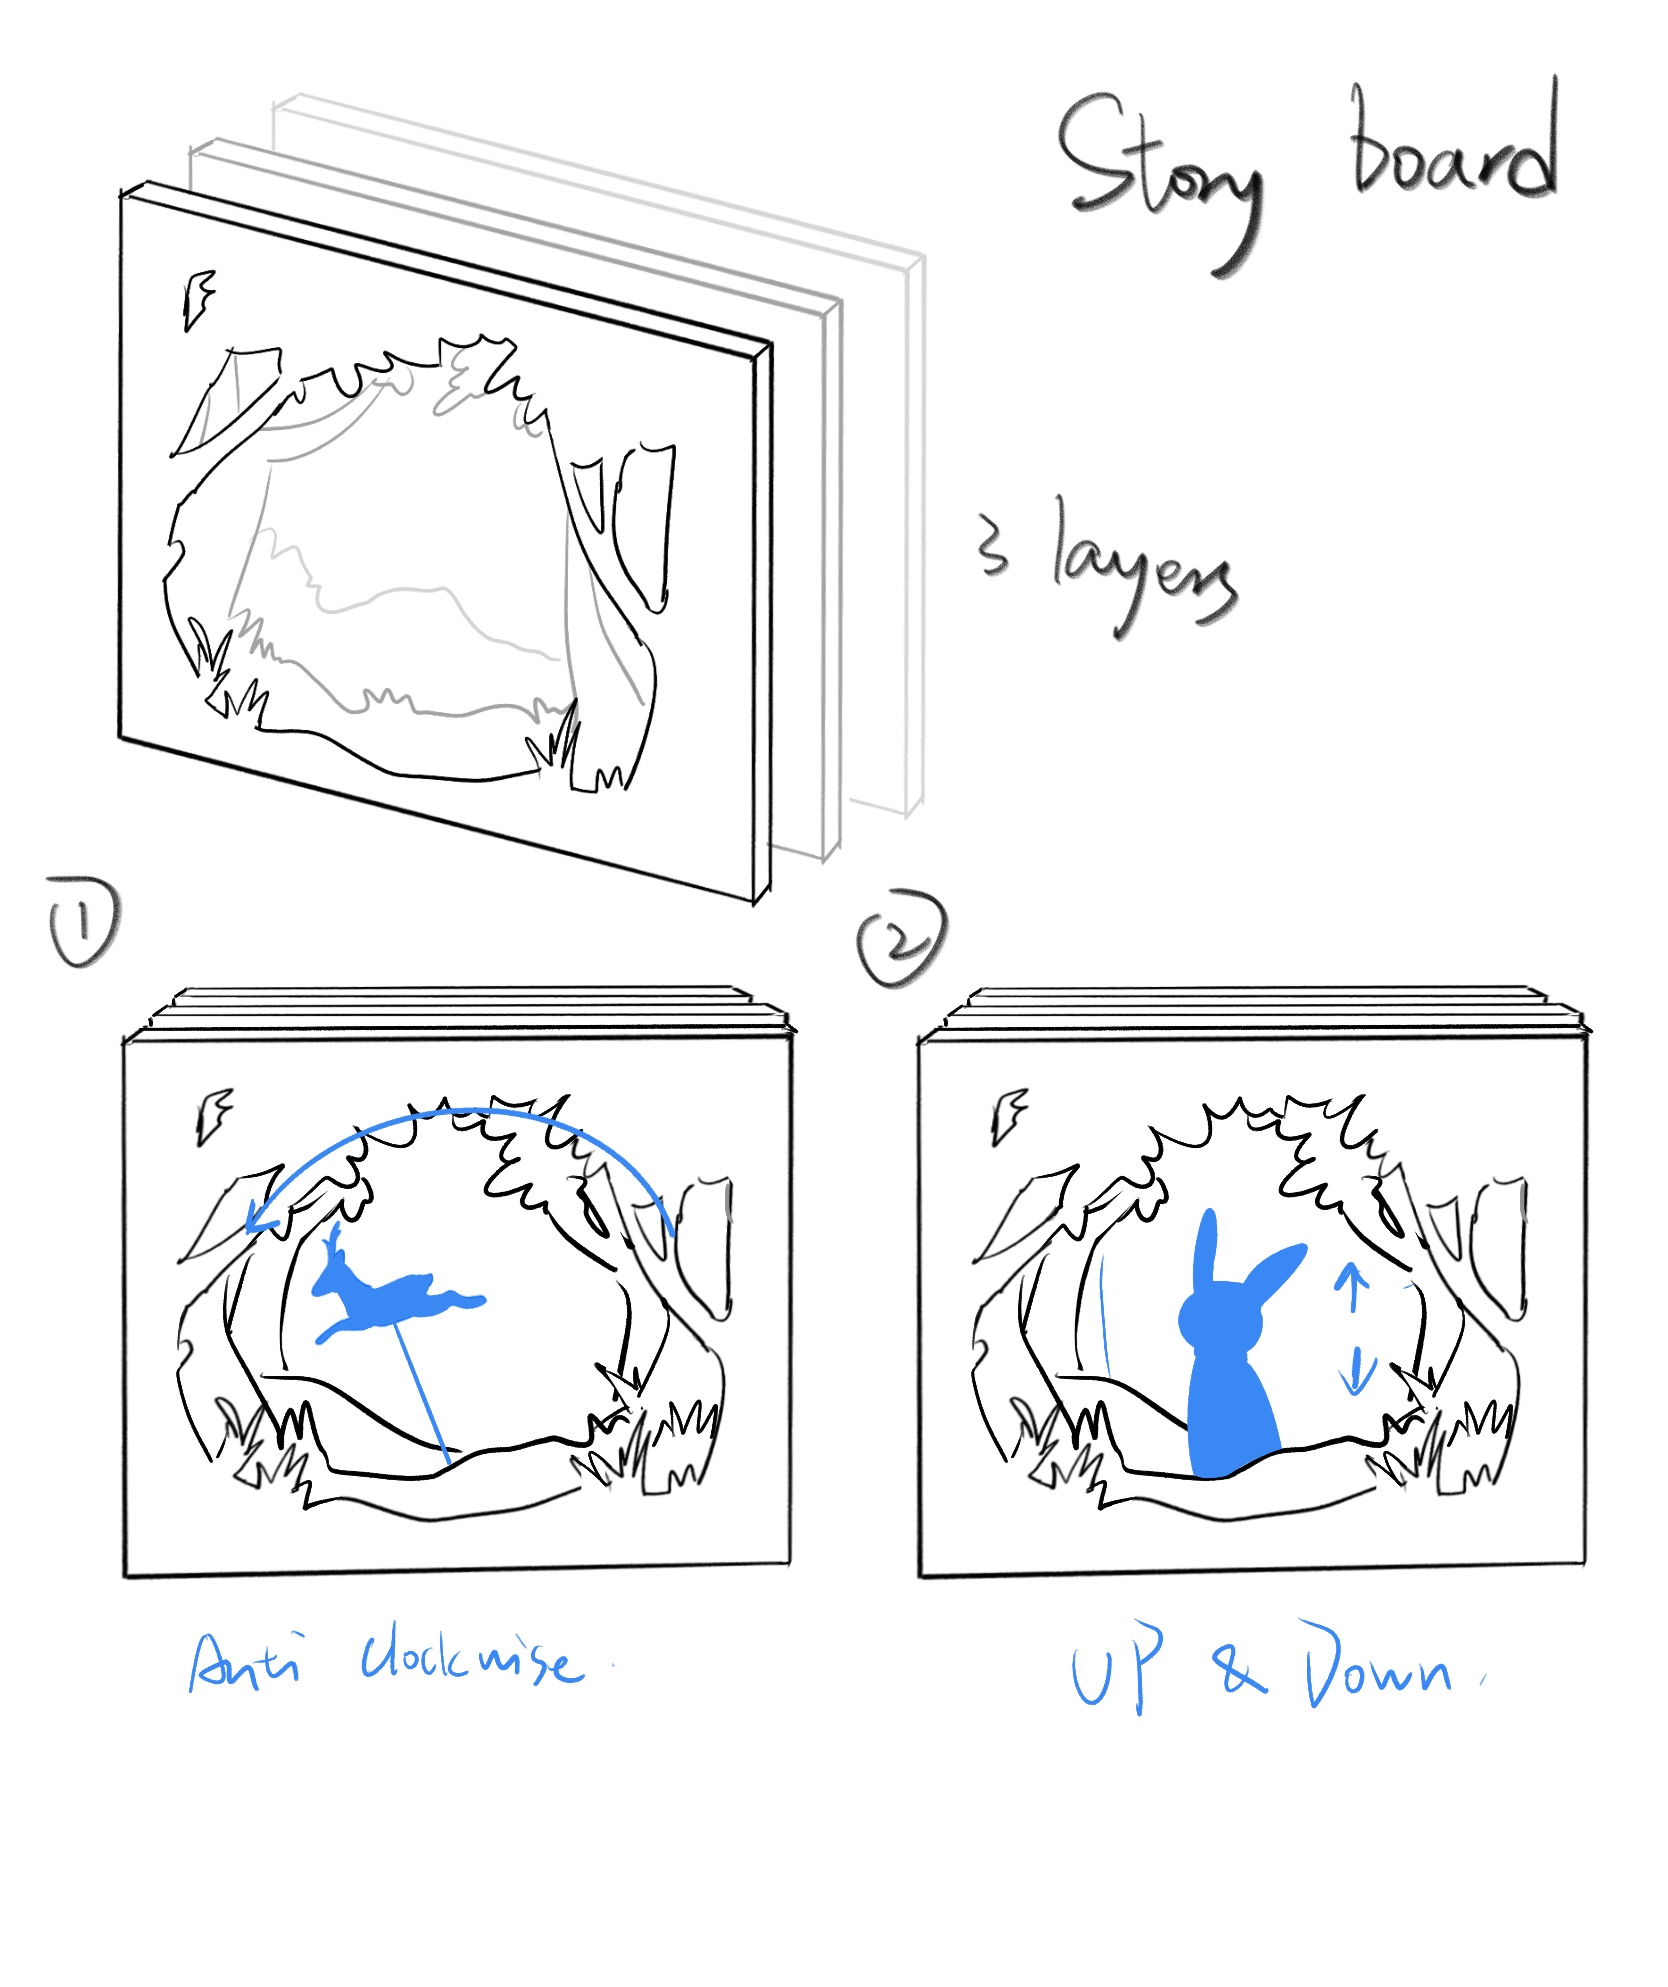 Story board
3 layers
①
②
Anti Clockwise.
UP & Down.